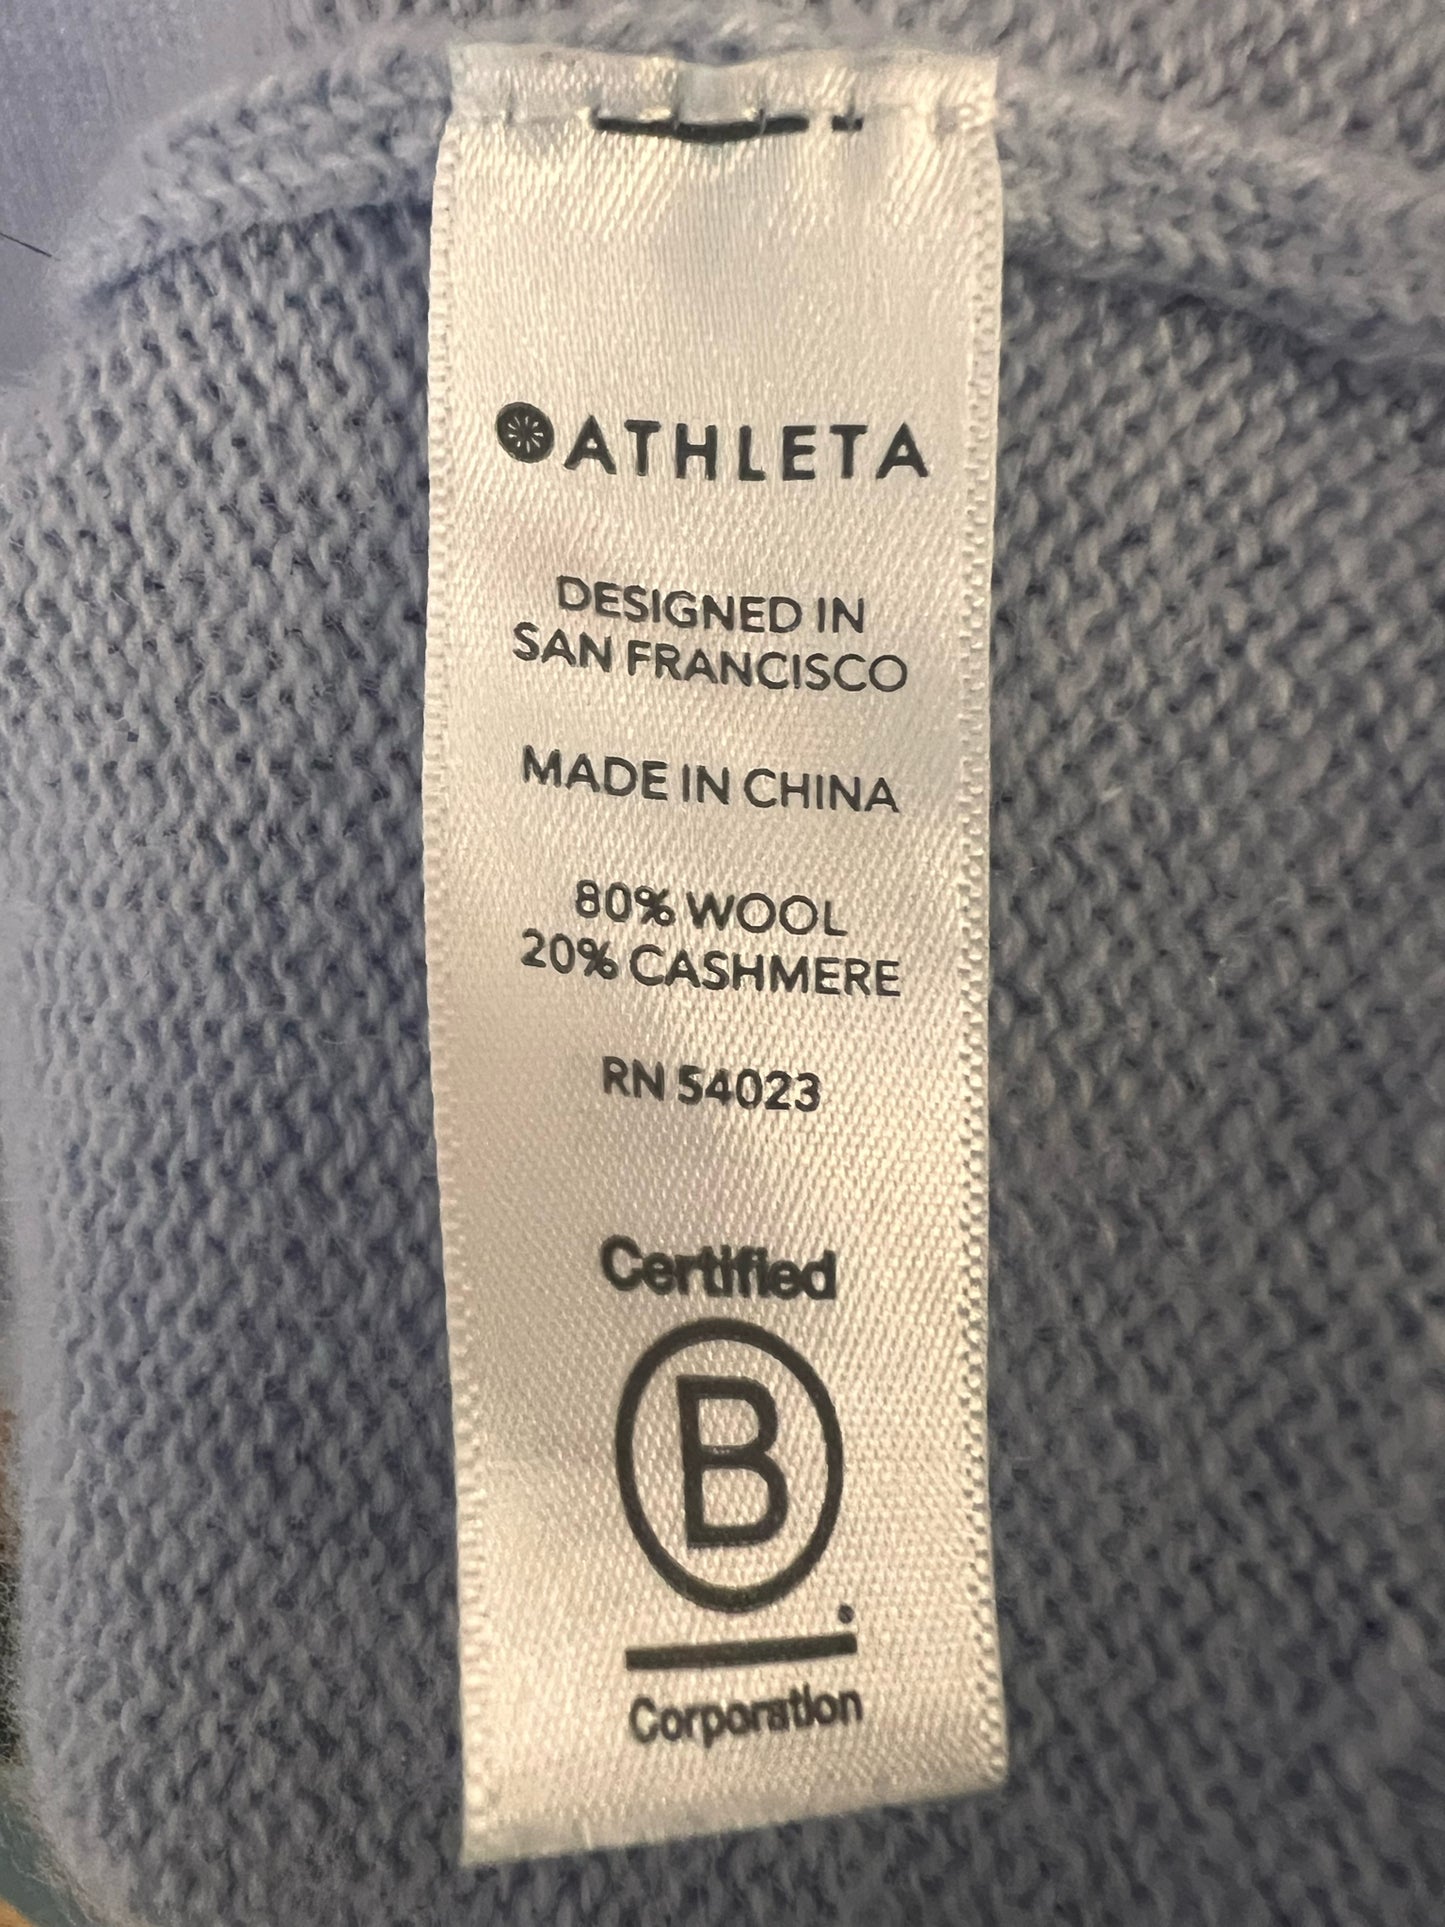 ATHLETA
DESIGNED IN
SAN FRANCISCO
MADE IN CHINA
80% WOOL
20% CASHMERE
RN 54023
Certified
B
Corporation